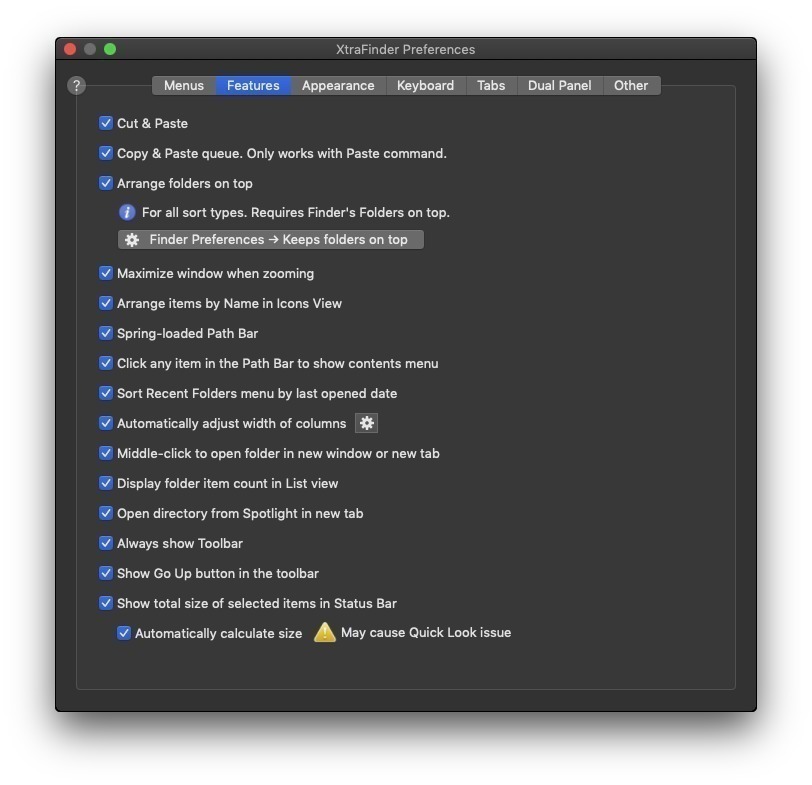 XtraFinder Preferences
?
Menus Features Appearance Keyboard Tabs Dual Panel Other
Cut & Paste
Copy & Paste queue. Only works with Paste command.
Arrange folders on top
For all sort types. Requires Finder's Folders on top.
Finder Preferences → Keeps folders on top
Maximize window when zooming
Arrange items by Name in Icons View
Spring-loaded Path Bar
Click any item in the Path Bar to show contents menu
Sort Recent Folders menu by last opened date
Automatically adjust width of columns
Middle-click to open folder in new window or new tab
Display folder item count in List view
Open directory from Spotlight in new tab
Always show Toolbar
Show Go Up button in the toolbar
Show total size of selected items in Status Bar
Automatically calculate size May cause Quick Look issue